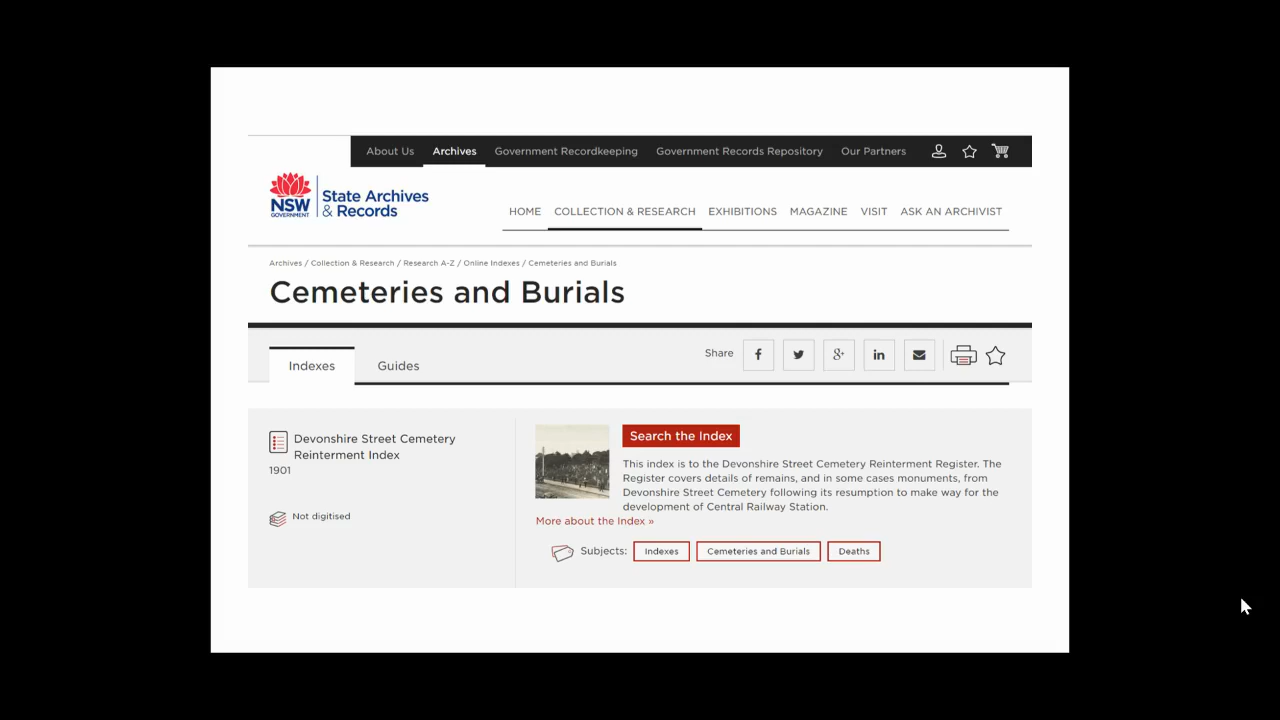 About Us Archives Government Recordkeeping Government Records Repository Our Partners
NSW
GOVERNMENT
State Archives
& Records
HOME COLLECTION & RESEARCH EXHIBITIONS MAGAZINE VISIT ASK AN ARCHIVIST
Archives / Collection & Research / Research A-Z / Online Indexes / Cemeteries and Burials
Cemeteries and Burials
Indexes Guides
Share f g+ in
Devonshire Street Cemetery
Reinterment Index
1901
Not digitised
Search the Index
This index is to the Devonshire Street Cemetery Reinterment Register. The
Register covers details of remains, and in some cases monuments, from
Devonshire Street Cemetery following its resumption to make way for the
development of Central Railway Station.
More about the Index »
Subjects: Indexes Cemeteries and Burials Deaths